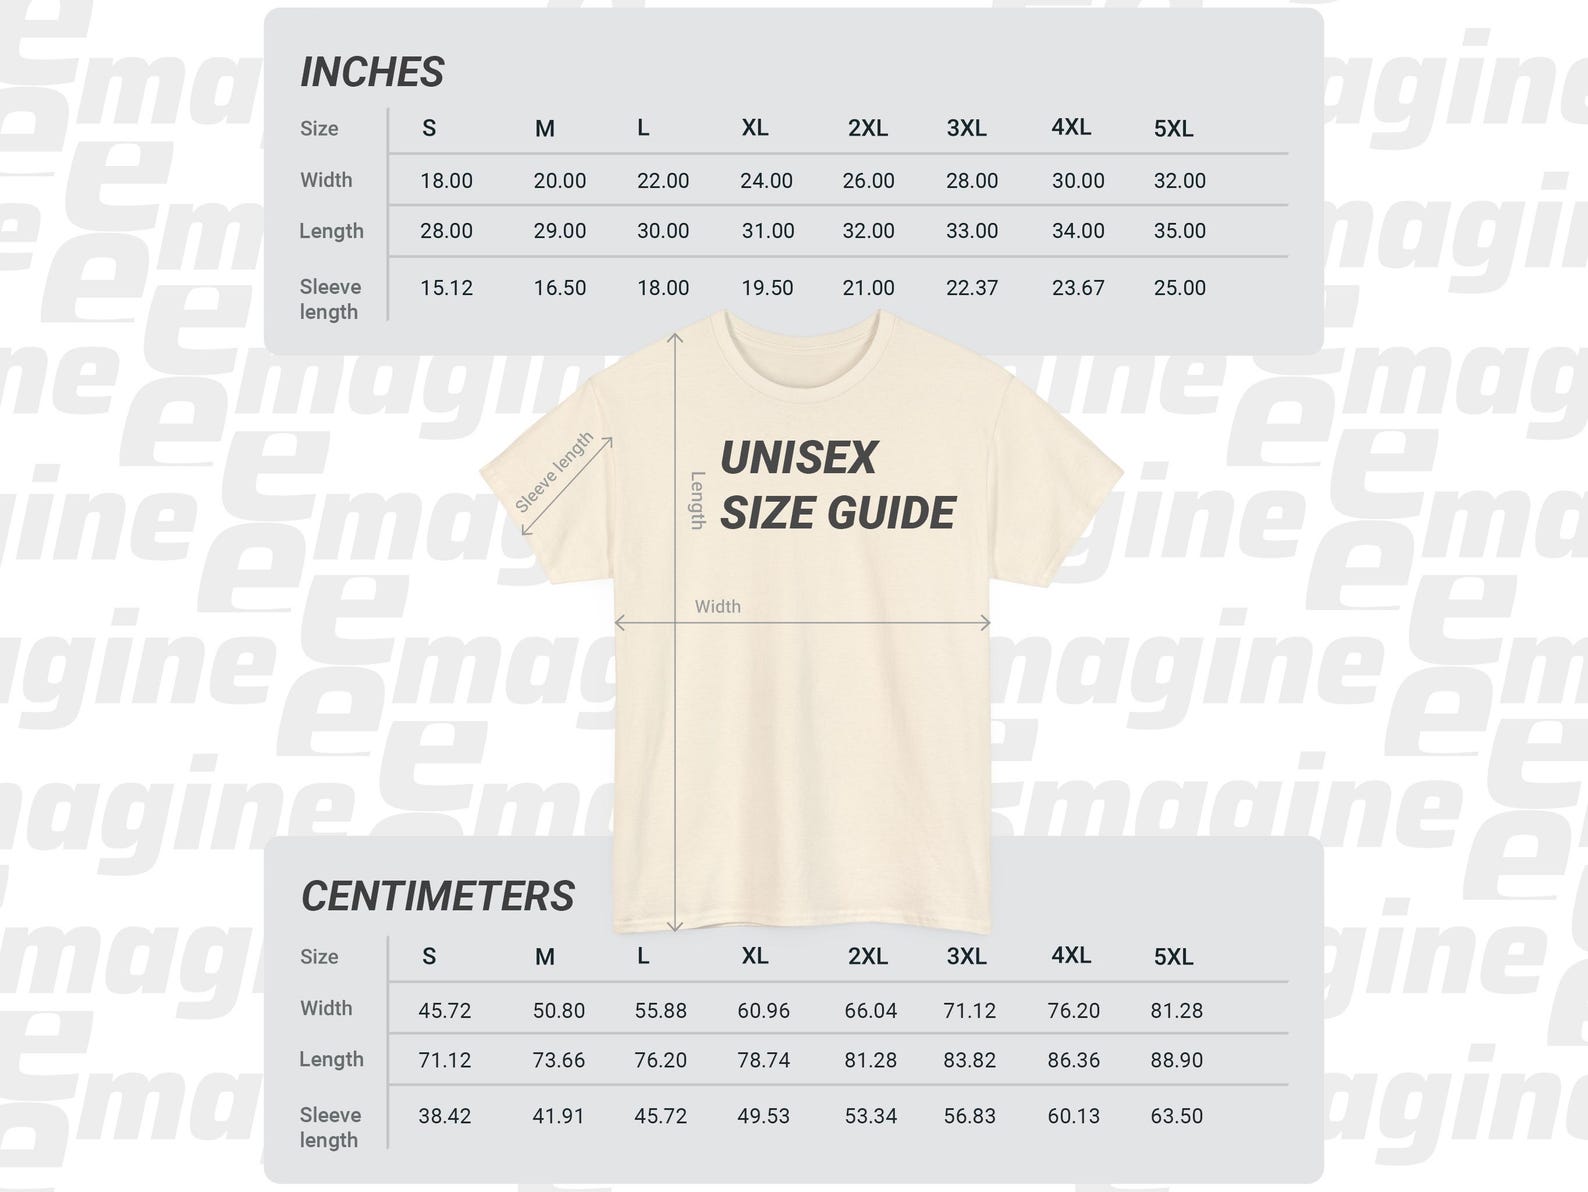 INCHES
Size S M L XL 2XL 3XL 4XL 5XL
Width 18.00 20.00 22.00 24.00 26.00 28.00 30.00 32.00
Length 28.00 29.00 30.00 31.00 32.00 33.00 34.00 35.00
Sleeve length 15.12 16.50 18.00 19.50 21.00 22.37 23.67 25.00
Sleeve length
Length
UNISEX
SIZE GUIDE
Width
CENTIMETERS
Size S M L XL 2XL 3XL 4XL 5XL
Width 45.72 50.80 55.88 60.96 66.04 71.12 76.20 81.28
Length 71.12 73.66 76.20 78.74 81.28 83.82 86.36 88.90
Sleeve length 38.42 41.91 45.72 49.53 53.34 56.83 60.13 63.50